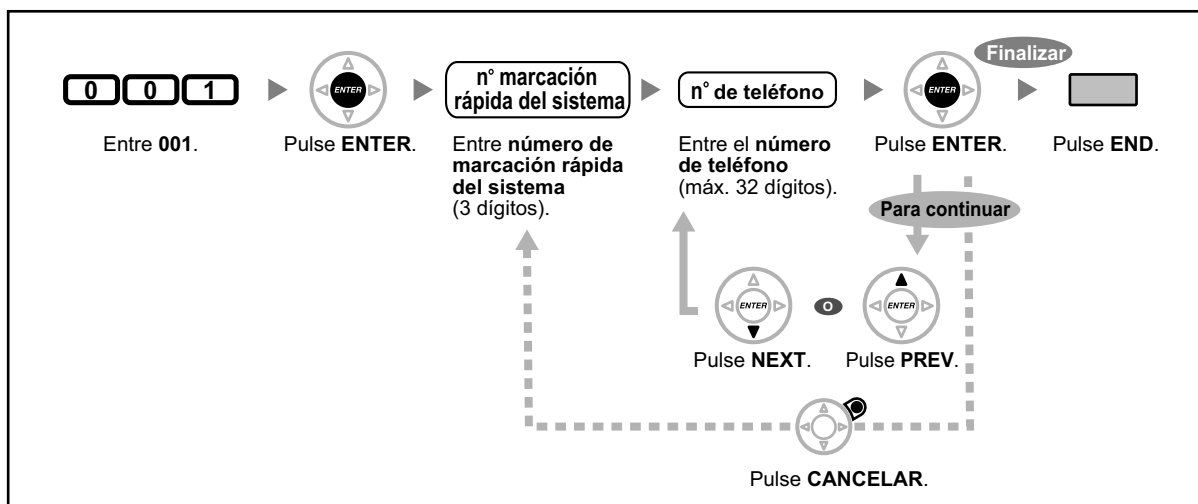 Finalizar
0 0 1
ENTER
n° marcación
rápida del sistema
n° de teléfono
ENTER
Entre 001.
Pulse ENTER.
Entre número de
marcación rápida
del sistema
(3 dígitos).
Entre el número
de teléfono
(máx. 32 dígitos).
Pulse ENTER.
Pulse END.
Para continuar
ENTER
O
ENTER
Pulse NEXT.
Pulse PREV.
Pulse CANCELAR.